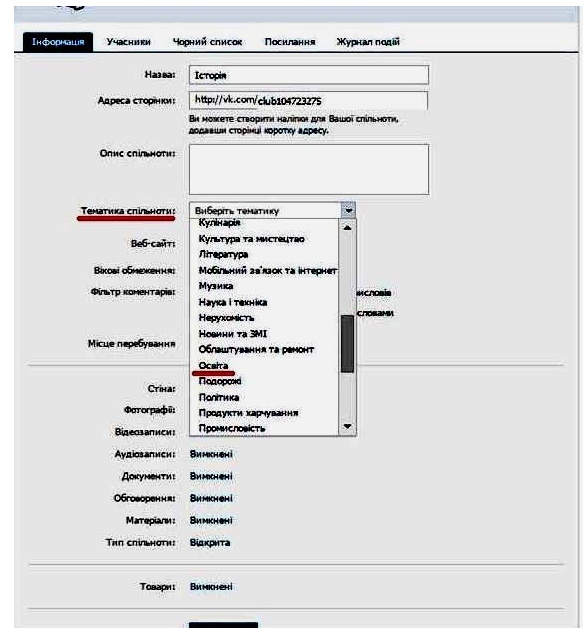 Інформація Учасники Чорний список Посилання Журнал подій
Назва: Історія
Адреса сторінки: http://vk.com/club104723275
Ви можете створити наліпки для Вашої спільноти,
додавши сторінці коротку адресу.
Опис спільноти:
Тематика спільноти: Виберіть тематику
Кулінарія
Культура та мистецтво
Веб-сайт:
Література
Вікові обмеження: Мобільний зв'язок та інтернет
Музика
Фільтр коментарів: мисловів
Наука і техніка
словами
Нерухомість
Новини та ЗМІ
Місце перебування
Облаштування та ремонт
Освіта
Подорожі
Стіна:
Політика
Фотографії: Продукти харчування
Відеозаписи: Промисловість
Аудіозаписи: Вимкнені
Документи: Вимкнені
Обговорення: Вимкнені
Матеріали: Вимкнені
Тип спільноти: Відкрита
Товари: Вимкнені